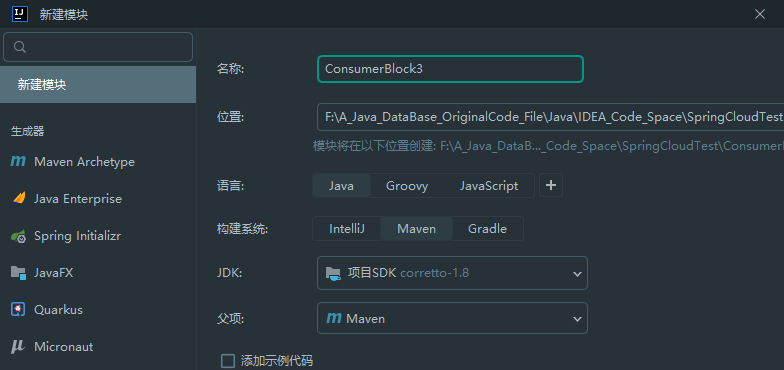 新建模块
新建模块
生成器
Maven Archetype
Java Enterprise
Spring Initializr
JavaFX
Quarkus
Micronaut
名称: ConsumerBlock3
位置: F:\A_Java_DataBase_OriginalCode_File\Java\IDEA_Code_Space\SpringCloudTest
模块将在以下位置创建: F:\A_Java_DataB..._Code_Space\SpringCloudTest\Consumer
语言: Java Groovy JavaScript +
构建系统: IntelliJ Maven Gradle
JDK: 项目SDK corretto-1.8
父项: Maven
添加示例代码